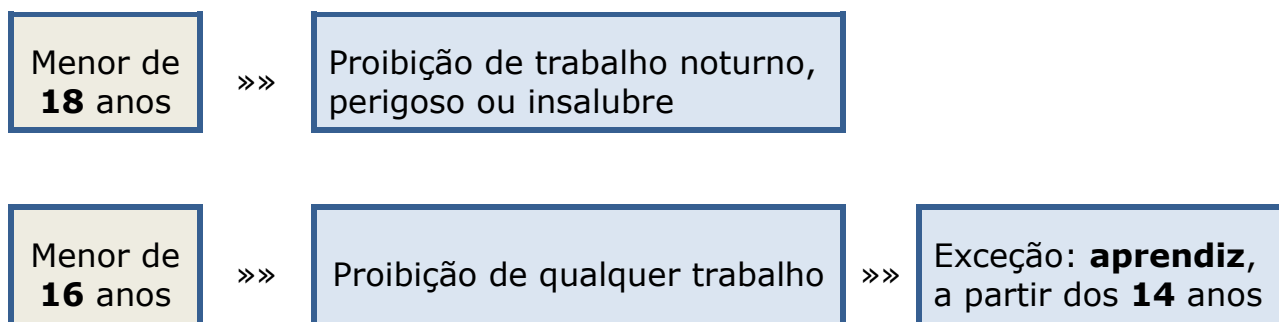 Menor de
18 anos
»»
Proibição de trabalho noturno,
perigoso ou insalubre
Menor de
16 anos
»»
Proibição de qualquer trabalho
»»
Exceção: aprendiz,
a partir dos 14 anos